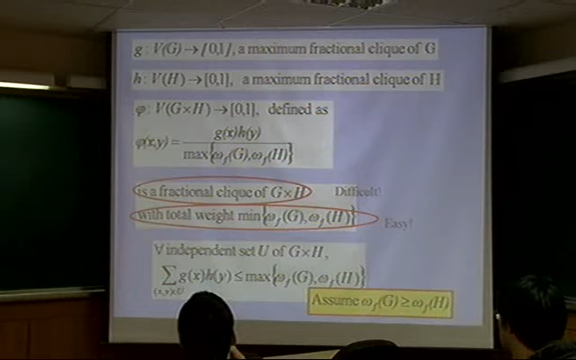 g : V(G) → [0,1], a maximum fractional clique of G
h : V(H) → [0,1], a maximum fractional clique of H
φ : V(G×H) → [0,1], defined as
φ(x,y) = g(x)h(y) / max{ω_f(G), ω_f(H)}
is a fractional clique of G×H Difficult!
with total weight min{ω_f(G), ω_f(H)} Easy!
∀ independent set U of G×H,
∑_{(x,y)∈U} g(x)h(y) ≤ max{ω_f(G), ω_f(H)}
Assume ω_f(G) ≥ ω_f(H)